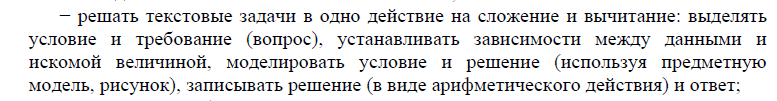 – решать текстовые задачи в одно действие на сложение и вычитание: выделять
условие и требование (вопрос), устанавливать зависимости между данными и
искомой величиной, моделировать условие и решение (используя предметную
модель, рисунок), записывать решение (в виде арифметического действия) и ответ;